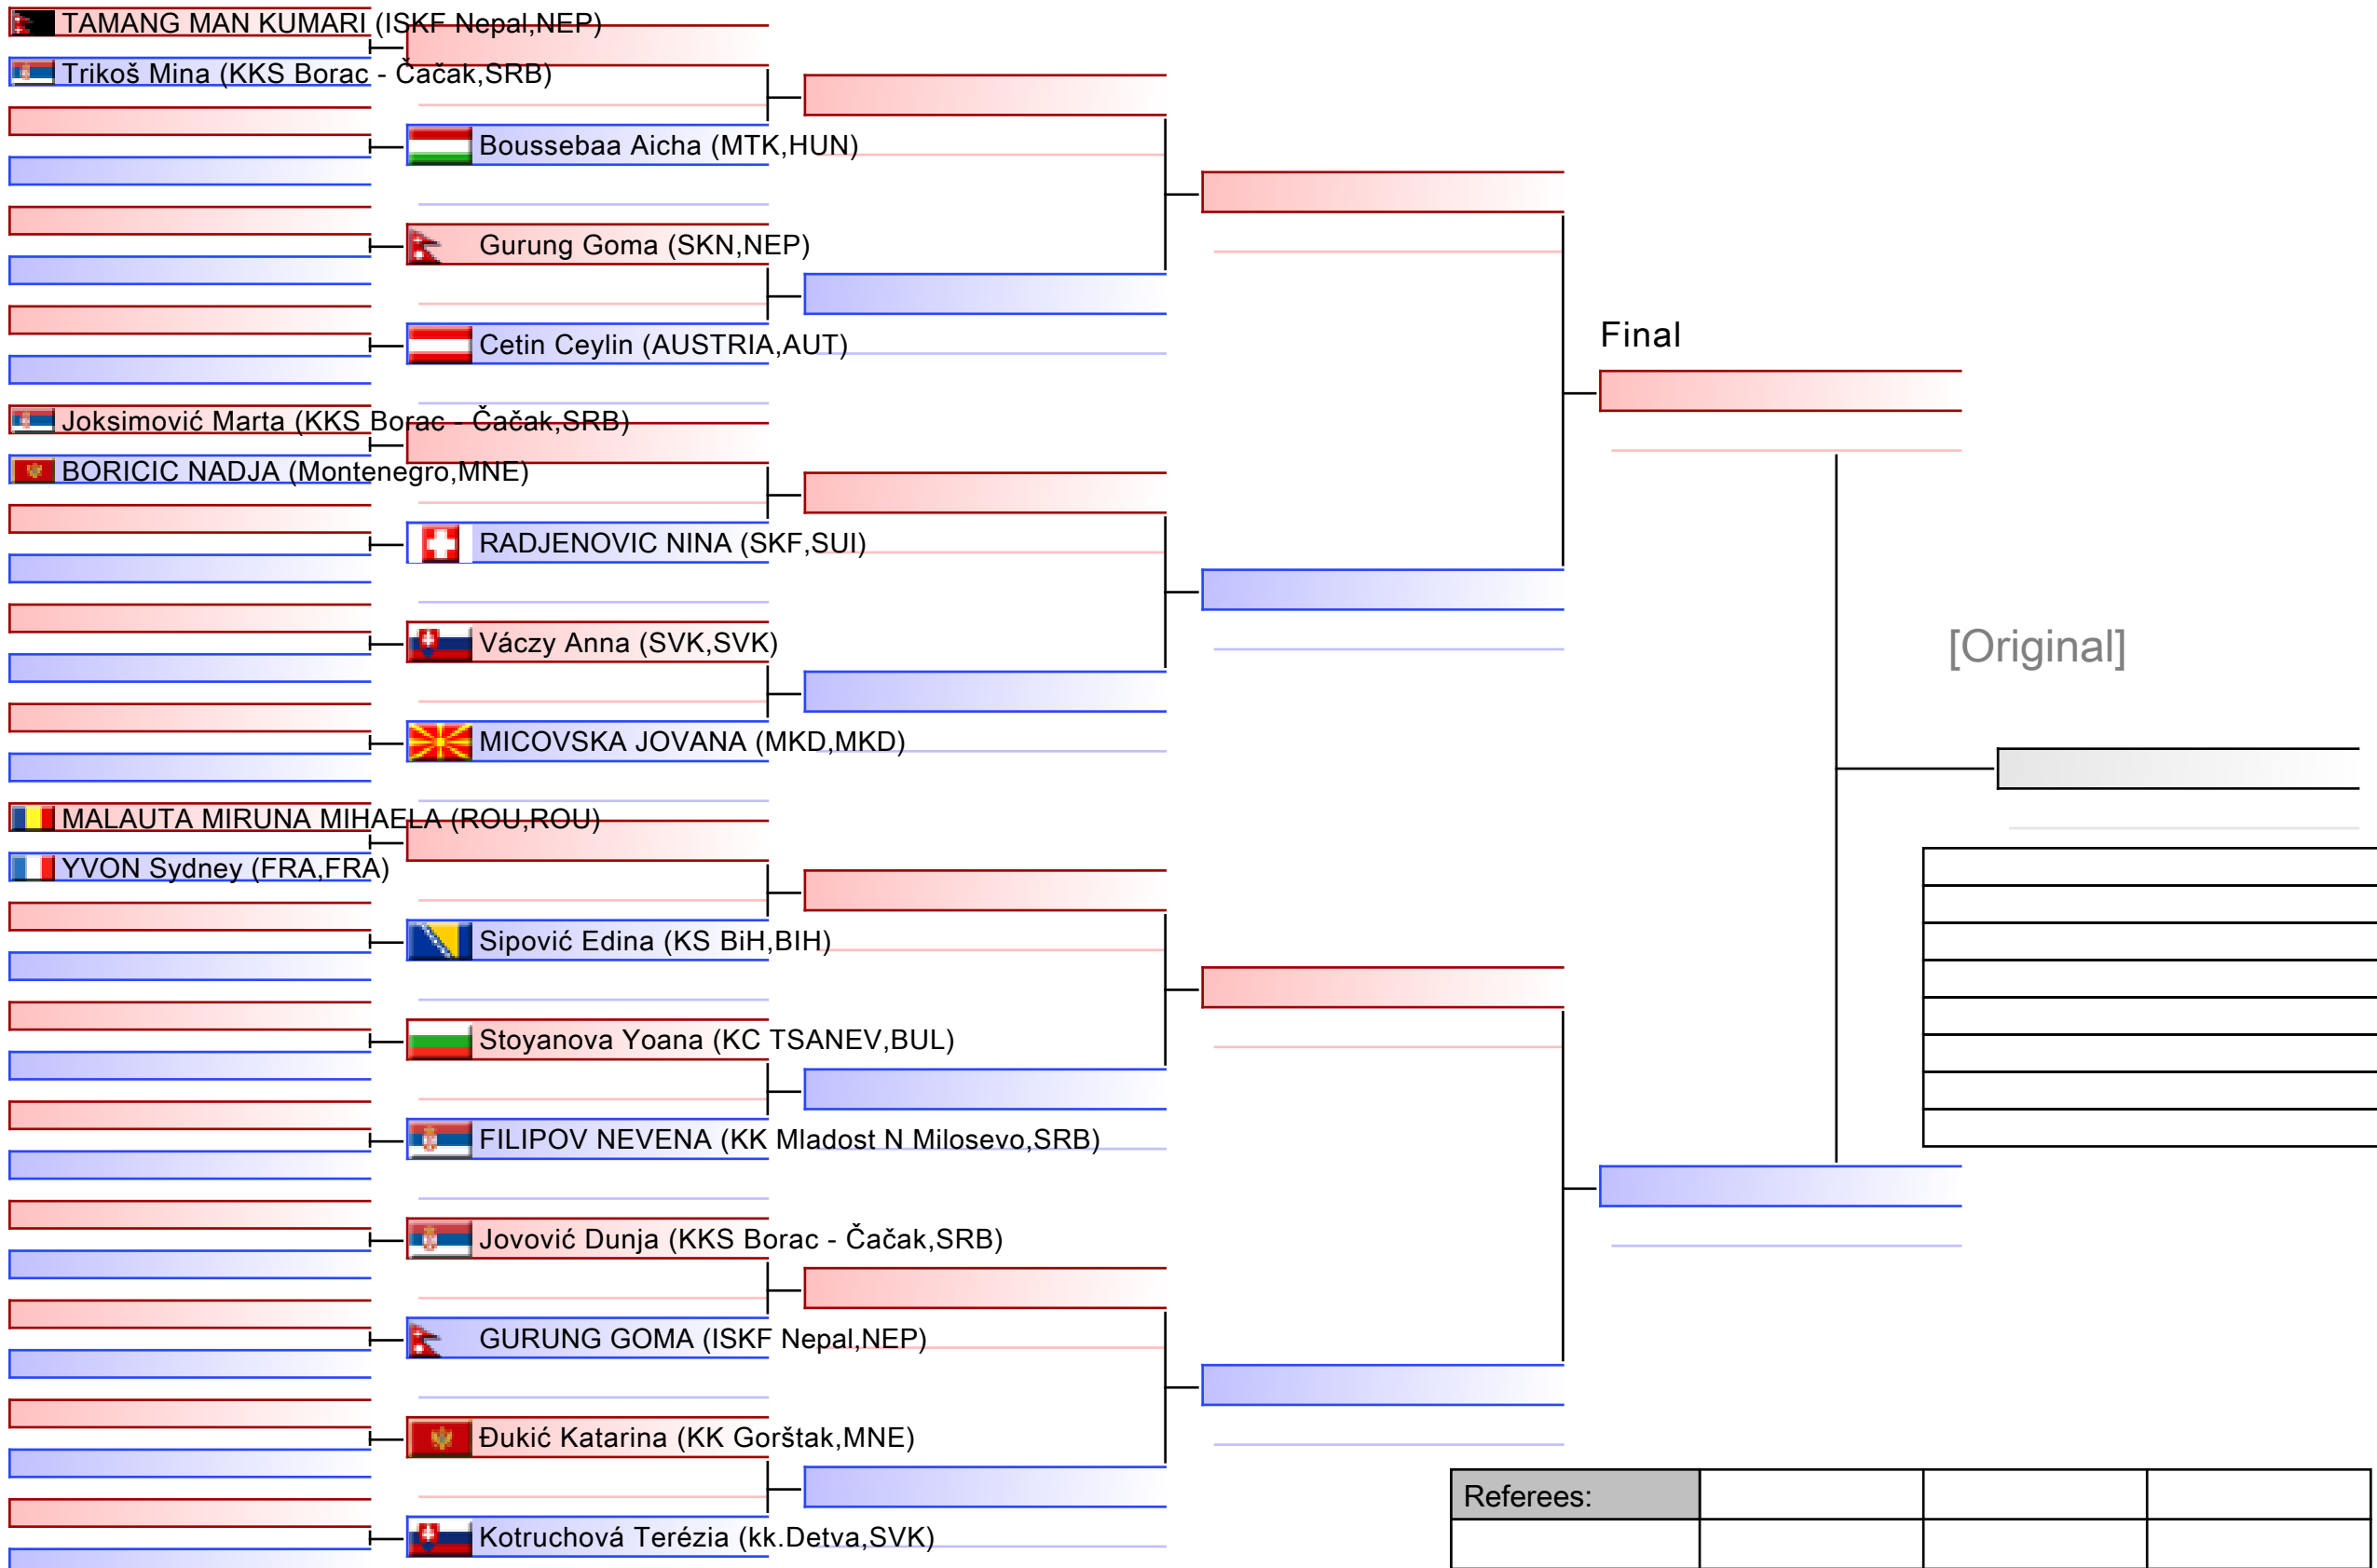 TAMANG MAN KUMARI (ISKF Nepal,NEP)
Trikoš Mina (KKS Borac - Čačak,SRB)
Boussebaa Aicha (MTK,HUN)
Gurung Goma (SKN,NEP)
Cetin Ceylin (AUSTRIA,AUT)
Final
Joksimović Marta (KKS Borac - Čačak,SRB)
BORICIC NADJA (Montenegro,MNE)
RADJENOVIC NINA (SKF,SUI)
Váczy Anna (SVK,SVK)
[Original]
MICOVSKA JOVANA (MKD,MKD)
MALAUTA MIRUNA MIHAELA (ROU,ROU)
YVON Sydney (FRA,FRA)
Sipović Edina (KS BiH,BIH)
Stoyanova Yoana (KC TSANEV,BUL)
FILIPOV NEVENA (KK Mladost N Milosevo,SRB)
Jovović Dunja (KKS Borac - Čačak,SRB)
GURUNG GOMA (ISKF Nepal,NEP)
Đukić Katarina (KK Gorštak,MNE)
Referees:
Kotruchová Terézia (kk.Detva,SVK)